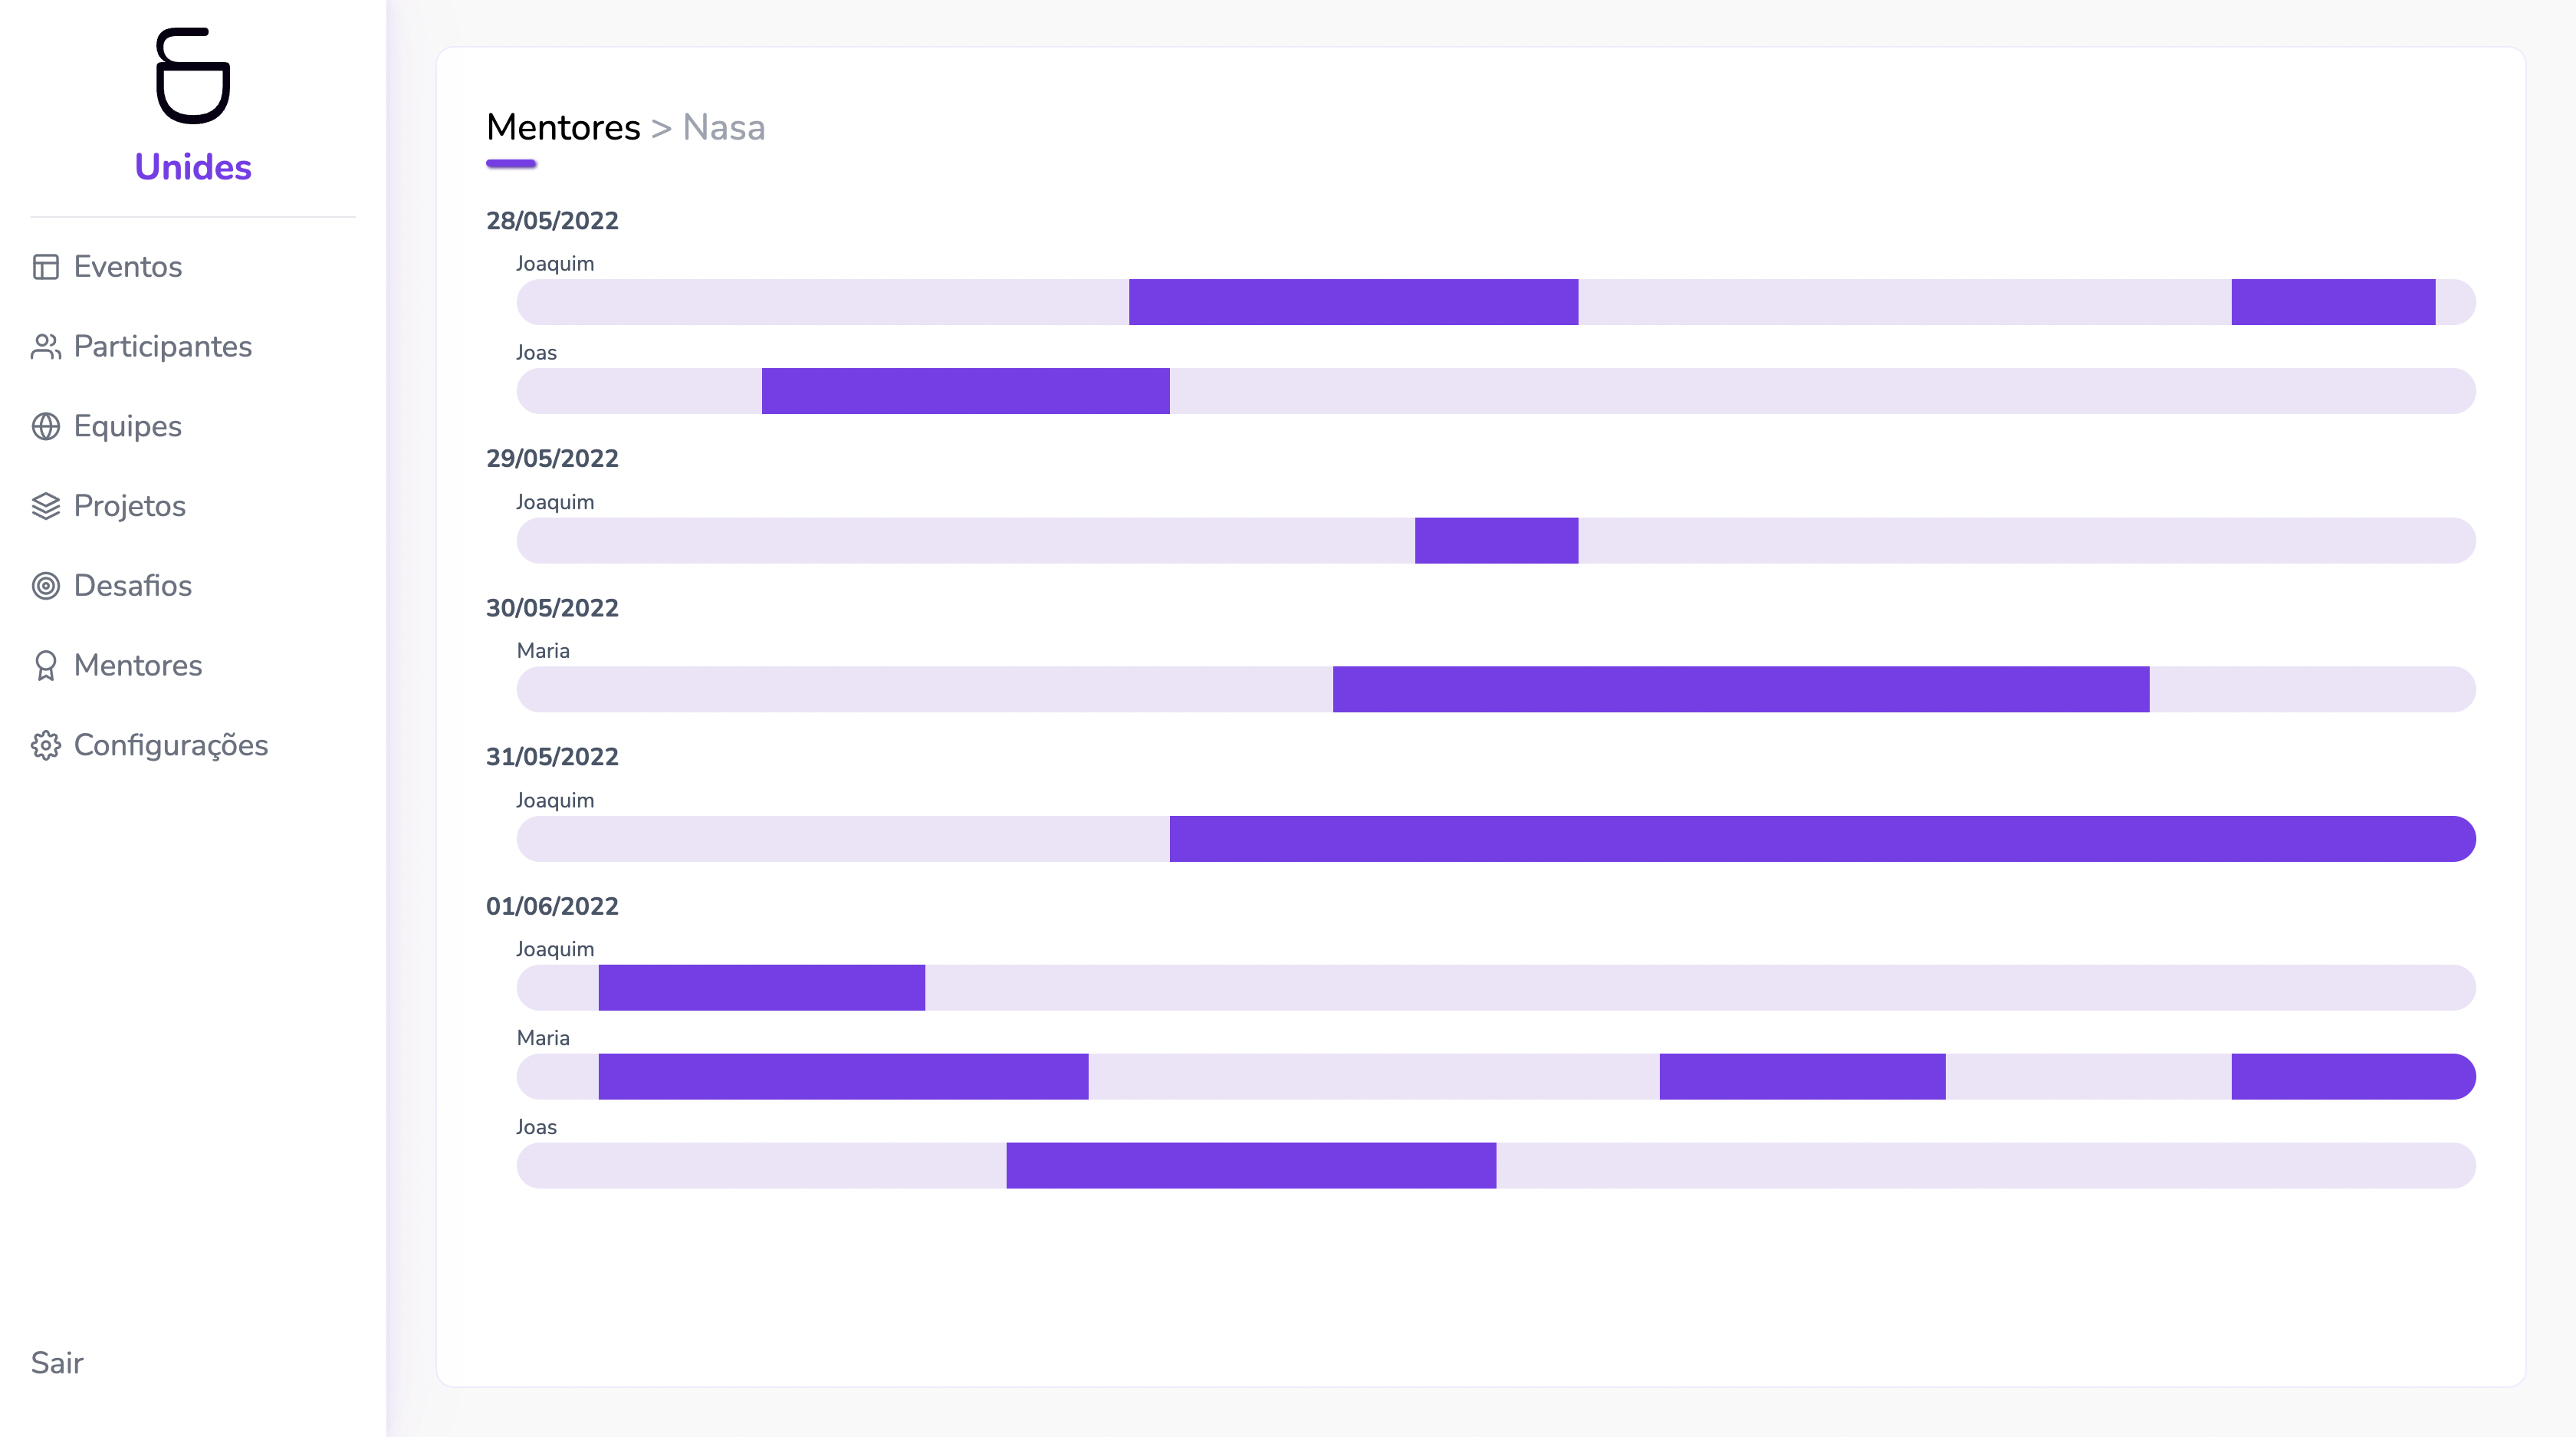 Unides
Eventos
Participantes
Equipes
Projetos
Desafios
Mentores
Configurações
Sair
Mentores > Nasa
28/05/2022
Joaquim
Joas
29/05/2022
Joaquim
30/05/2022
Maria
31/05/2022
Joaquim
01/06/2022
Joaquim
Maria
Joas